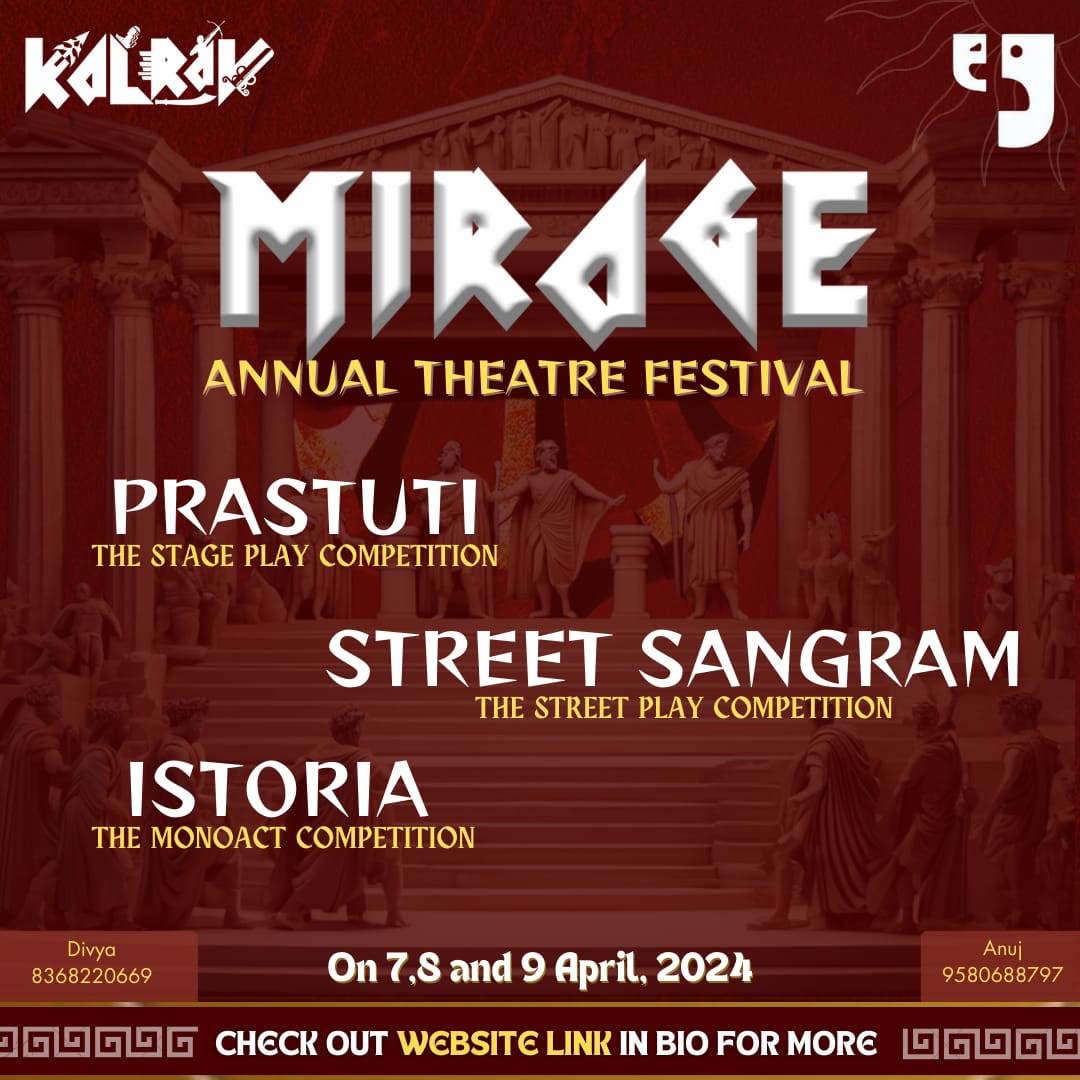 KALRAV
eg
MIRAGE
ANNUAL THEATRE FESTIVAL
PRASTUTI
THE STAGE PLAY COMPETITION
STREET SANGRAM
THE STREET PLAY COMPETITION
ISTORIA
THE MONOACT COMPETITION
Divya
8368220669
On 7,8 and 9 April, 2024
Anuj
9580688797
CHECK OUT WEBSITE LINK IN BIO FOR MORE